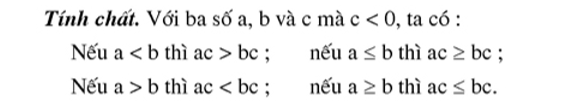 Tính chất. Với ba số a, b và c mà c < 0, ta có :
Nếu a < b thì ac > bc ; nếu a ≤ b thì ac ≥ bc ;
Nếu a > b thì ac < bc ; nếu a ≥ b thì ac ≤ bc.